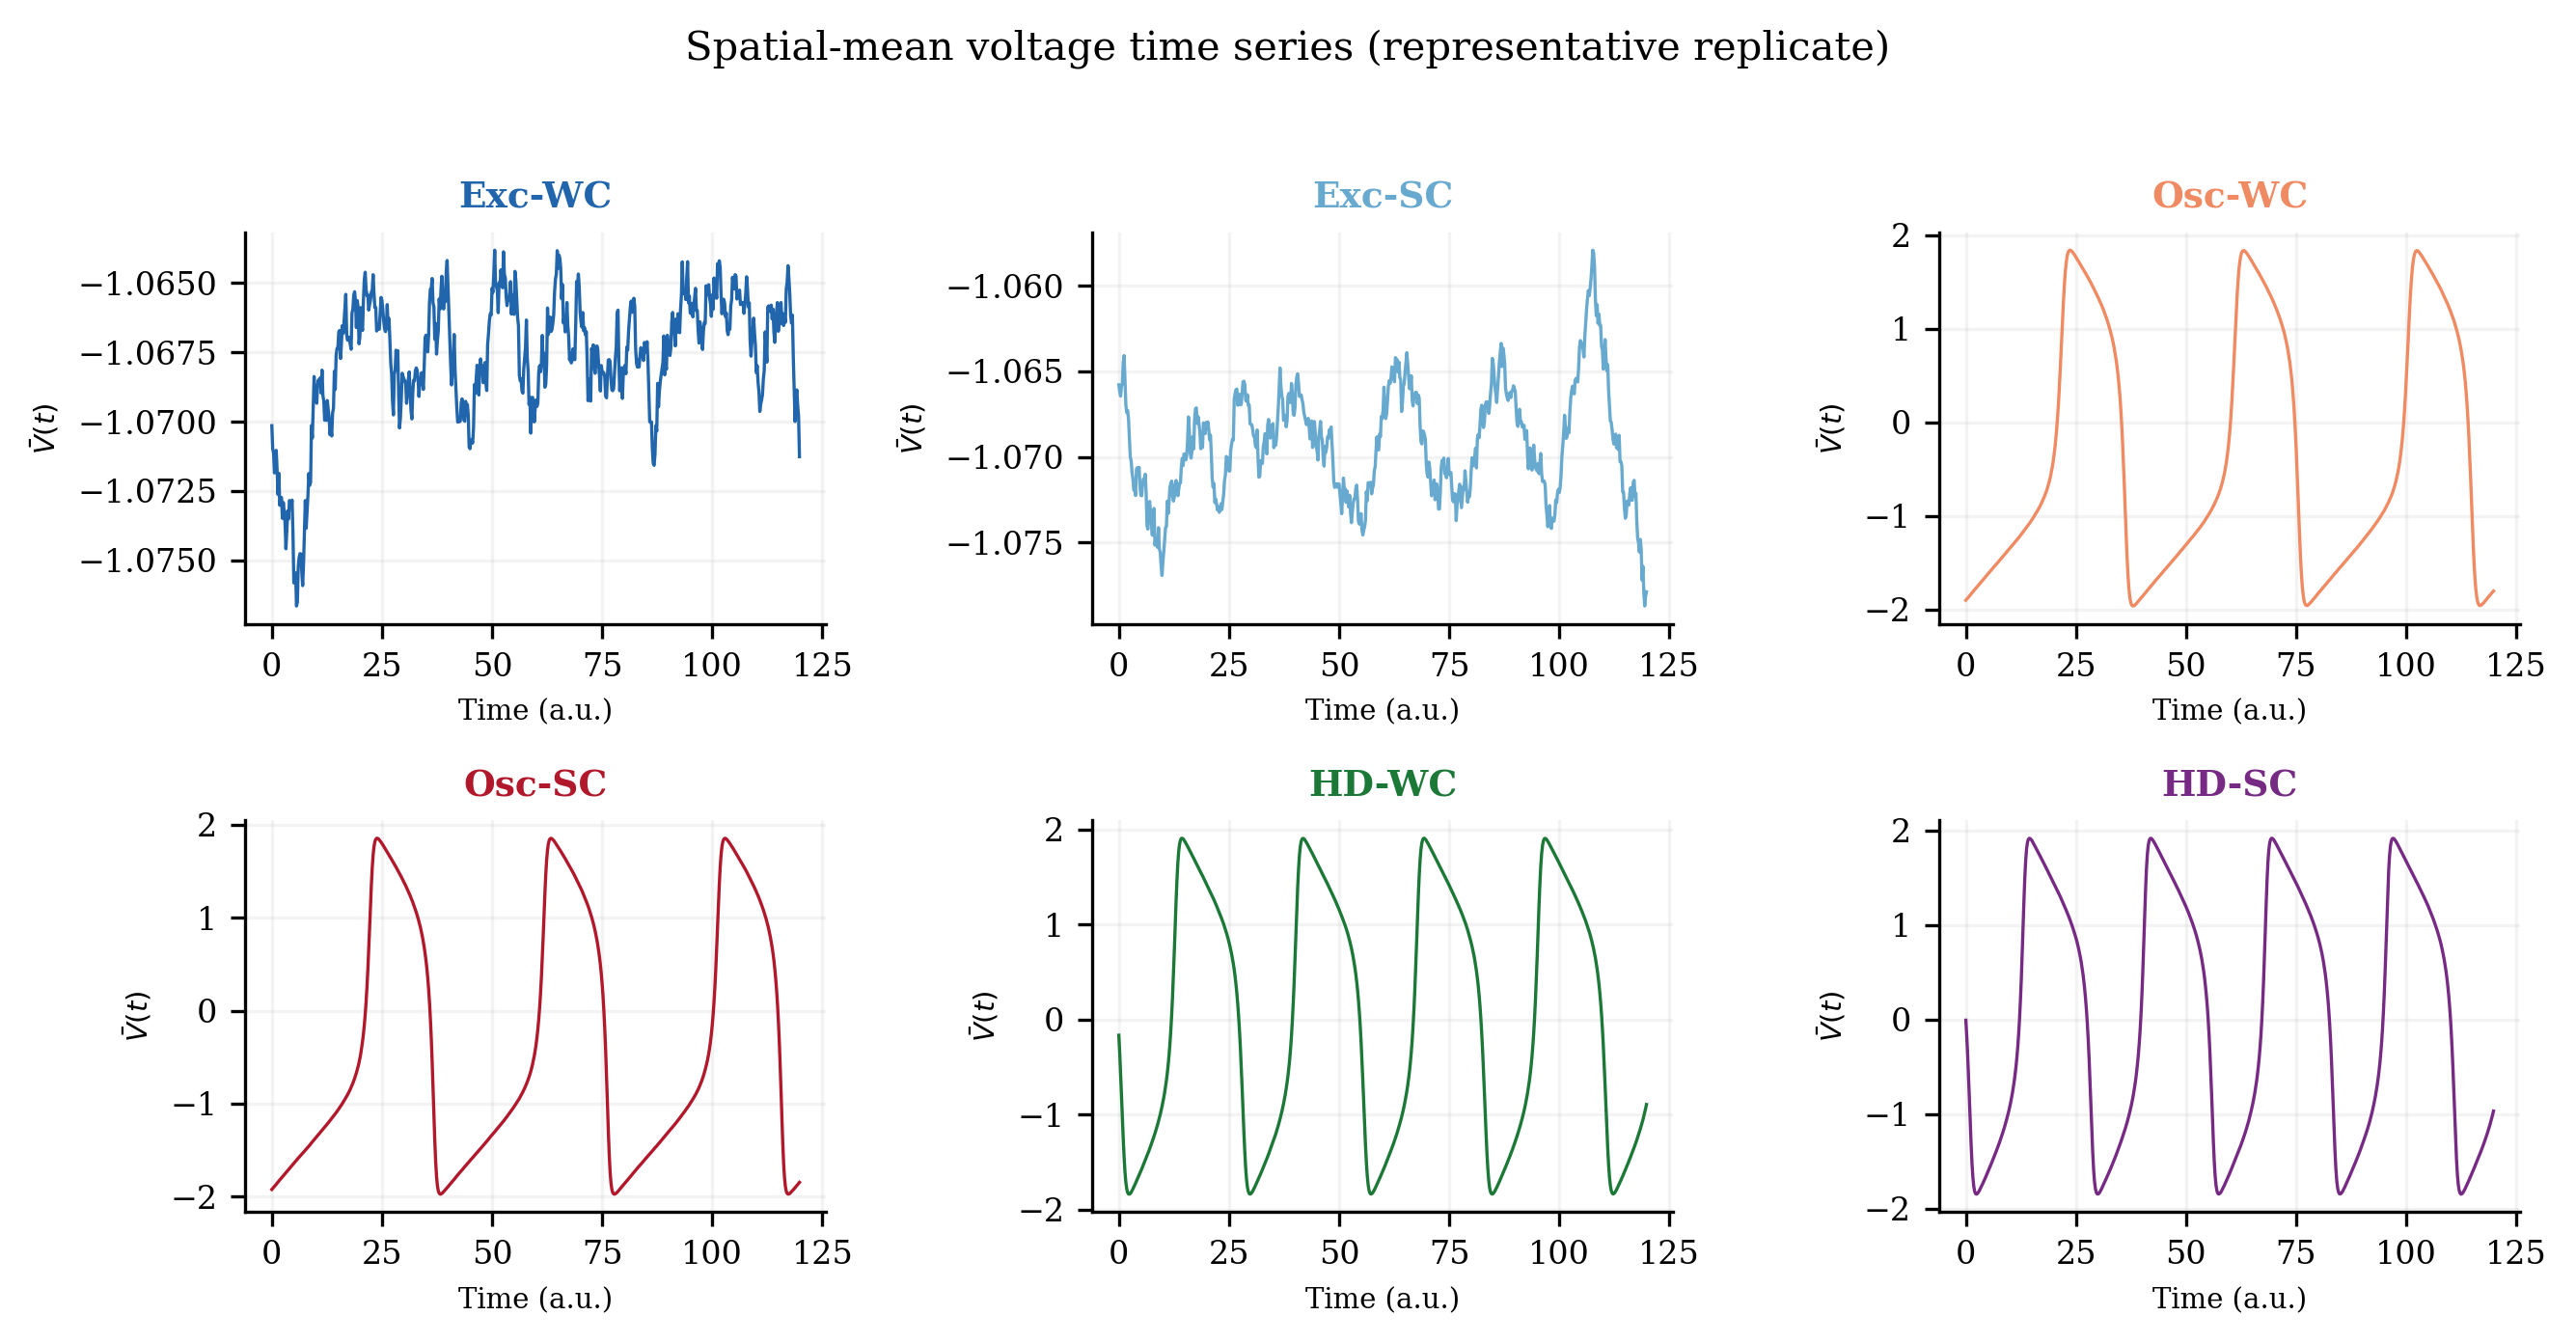 Spatial-mean voltage time series (representative replicate)
Exc-WC
−1.0650
−1.0675
−1.0700
−1.0725
−1.0750
V̄(t)
0 25 50 75 100 125
Time (a.u.)
Exc-SC
−1.060
−1.065
−1.070
−1.075
V̄(t)
0 25 50 75 100 125
Time (a.u.)
Osc-WC
2
1
0
−1
−2
V̄(t)
0 25 50 75 100 125
Time (a.u.)
Osc-SC
2
1
0
−1
−2
V̄(t)
0 25 50 75 100 125
Time (a.u.)
HD-WC
2
1
0
−1
−2
V̄(t)
0 25 50 75 100 125
Time (a.u.)
HD-SC
2
1
0
−1
−2
V̄(t)
0 25 50 75 100 125
Time (a.u.)